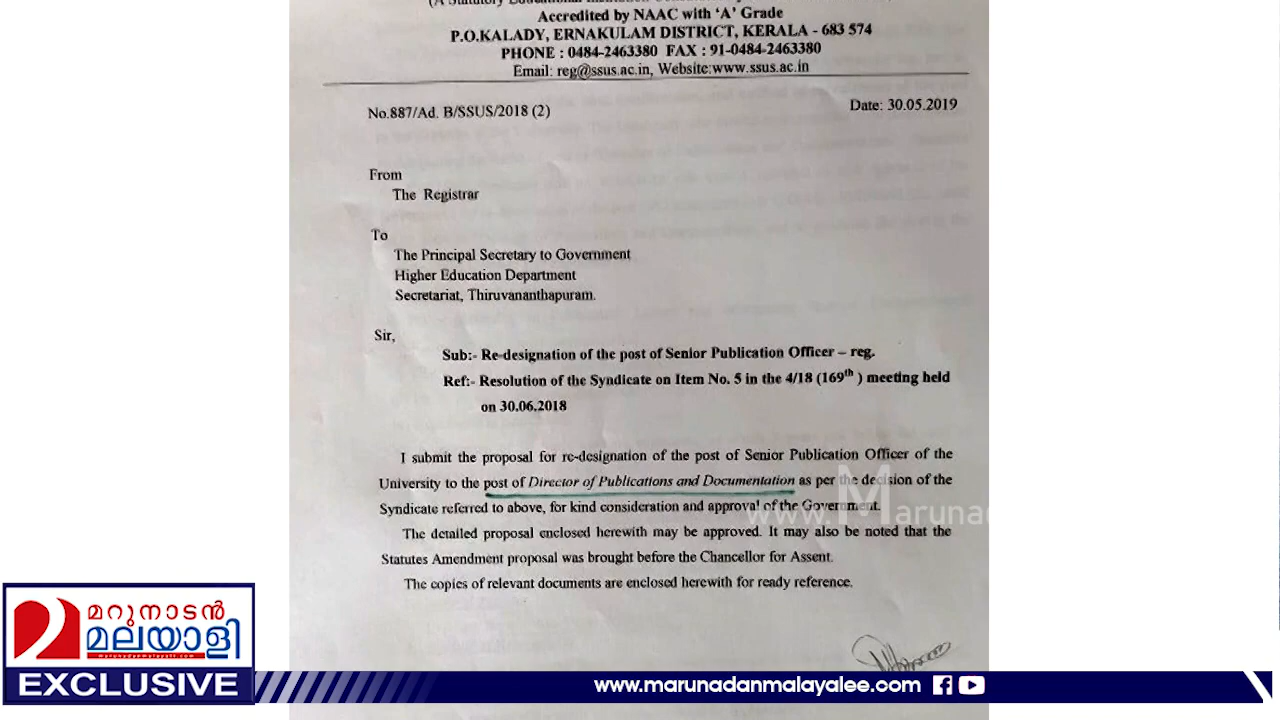 Accredited by NAAC with ‘A’ Grade
P.O.KALADY, ERNAKULAM DISTRICT, KERALA - 683 574
PHONE : 0484-2463380 FAX : 91-0484-2463380
Email: reg@ssus.ac.in, Website:www.ssus.ac.in
No.887/Ad. B/SSUS/2018 (2)
Date: 30.05.2019
From
The Registrar
To
The Principal Secretary to Government
Higher Education Department
Secretariat, Thiruvananthapuram.
Sir,
Sub:- Re-designation of the post of Senior Publication Officer – reg.
Ref:- Resolution of the Syndicate on Item No. 5 in the 4/18 (169th ) meeting held
on 30.06.2018
I submit the proposal for re-designation of the post of Senior Publication Officer of the
University to the post of Director of Publications and Documentation as per the decision of the
Syndicate referred to above, for kind consideration and approval of the Government.
www.Maruna
The detailed proposal enclosed herewith may be approved. It may also be noted that the
Statutes Amendment proposal was brought before the Chancellor for Assent.
The copies of relevant documents are enclosed herewith for ready reference.
മറുനാടൻ
മലയാളി
www.marunadanmalayalee.com
EXCLUSIVE
www.marunadanmalayalee.com